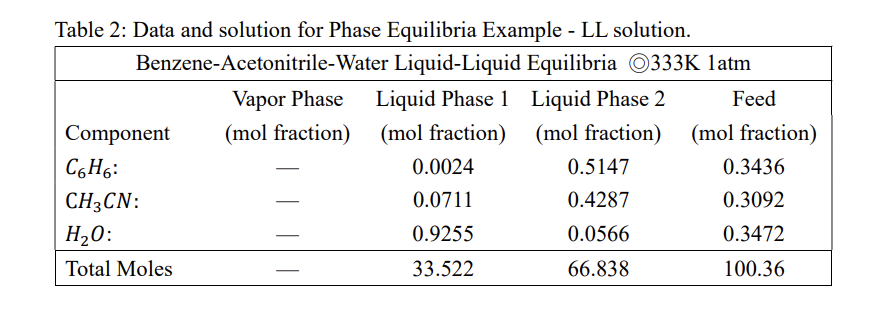 Table 2: Data and solution for Phase Equilibria Example - LL solution.
Benzene-Acetonitrile-Water Liquid-Liquid Equilibria ◎333K 1atm
Vapor Phase Liquid Phase 1 Liquid Phase 2 Feed
Component (mol fraction) (mol fraction) (mol fraction) (mol fraction)
C₆H₆: — 0.0024 0.5147 0.3436
CH₃CN: — 0.0711 0.4287 0.3092
H₂O: — 0.9255 0.0566 0.3472
Total Moles — 33.522 66.838 100.36